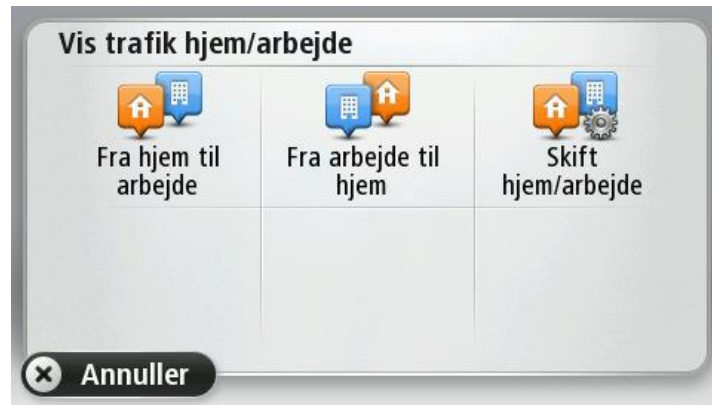 Vis trafik hjem/arbejde
Fra hjem til
arbejde
Fra arbejde til
hjem
Skift
hjem/arbejde
Annuller